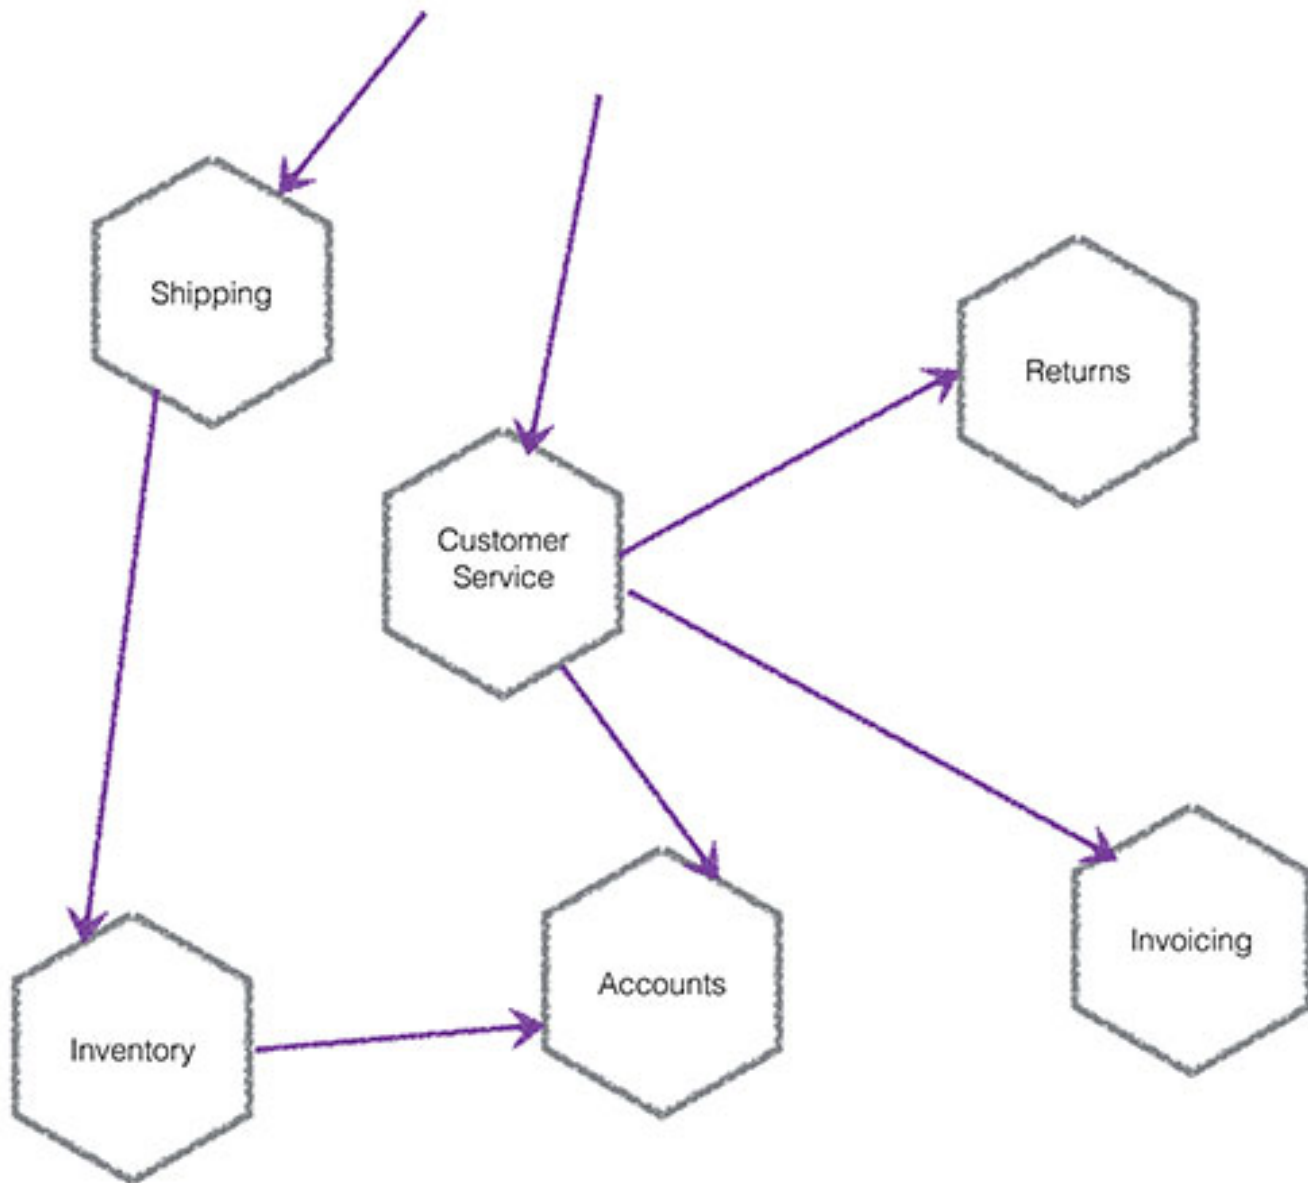 Shipping
Returns
Customer
Service
Invoicing
Accounts
Inventory